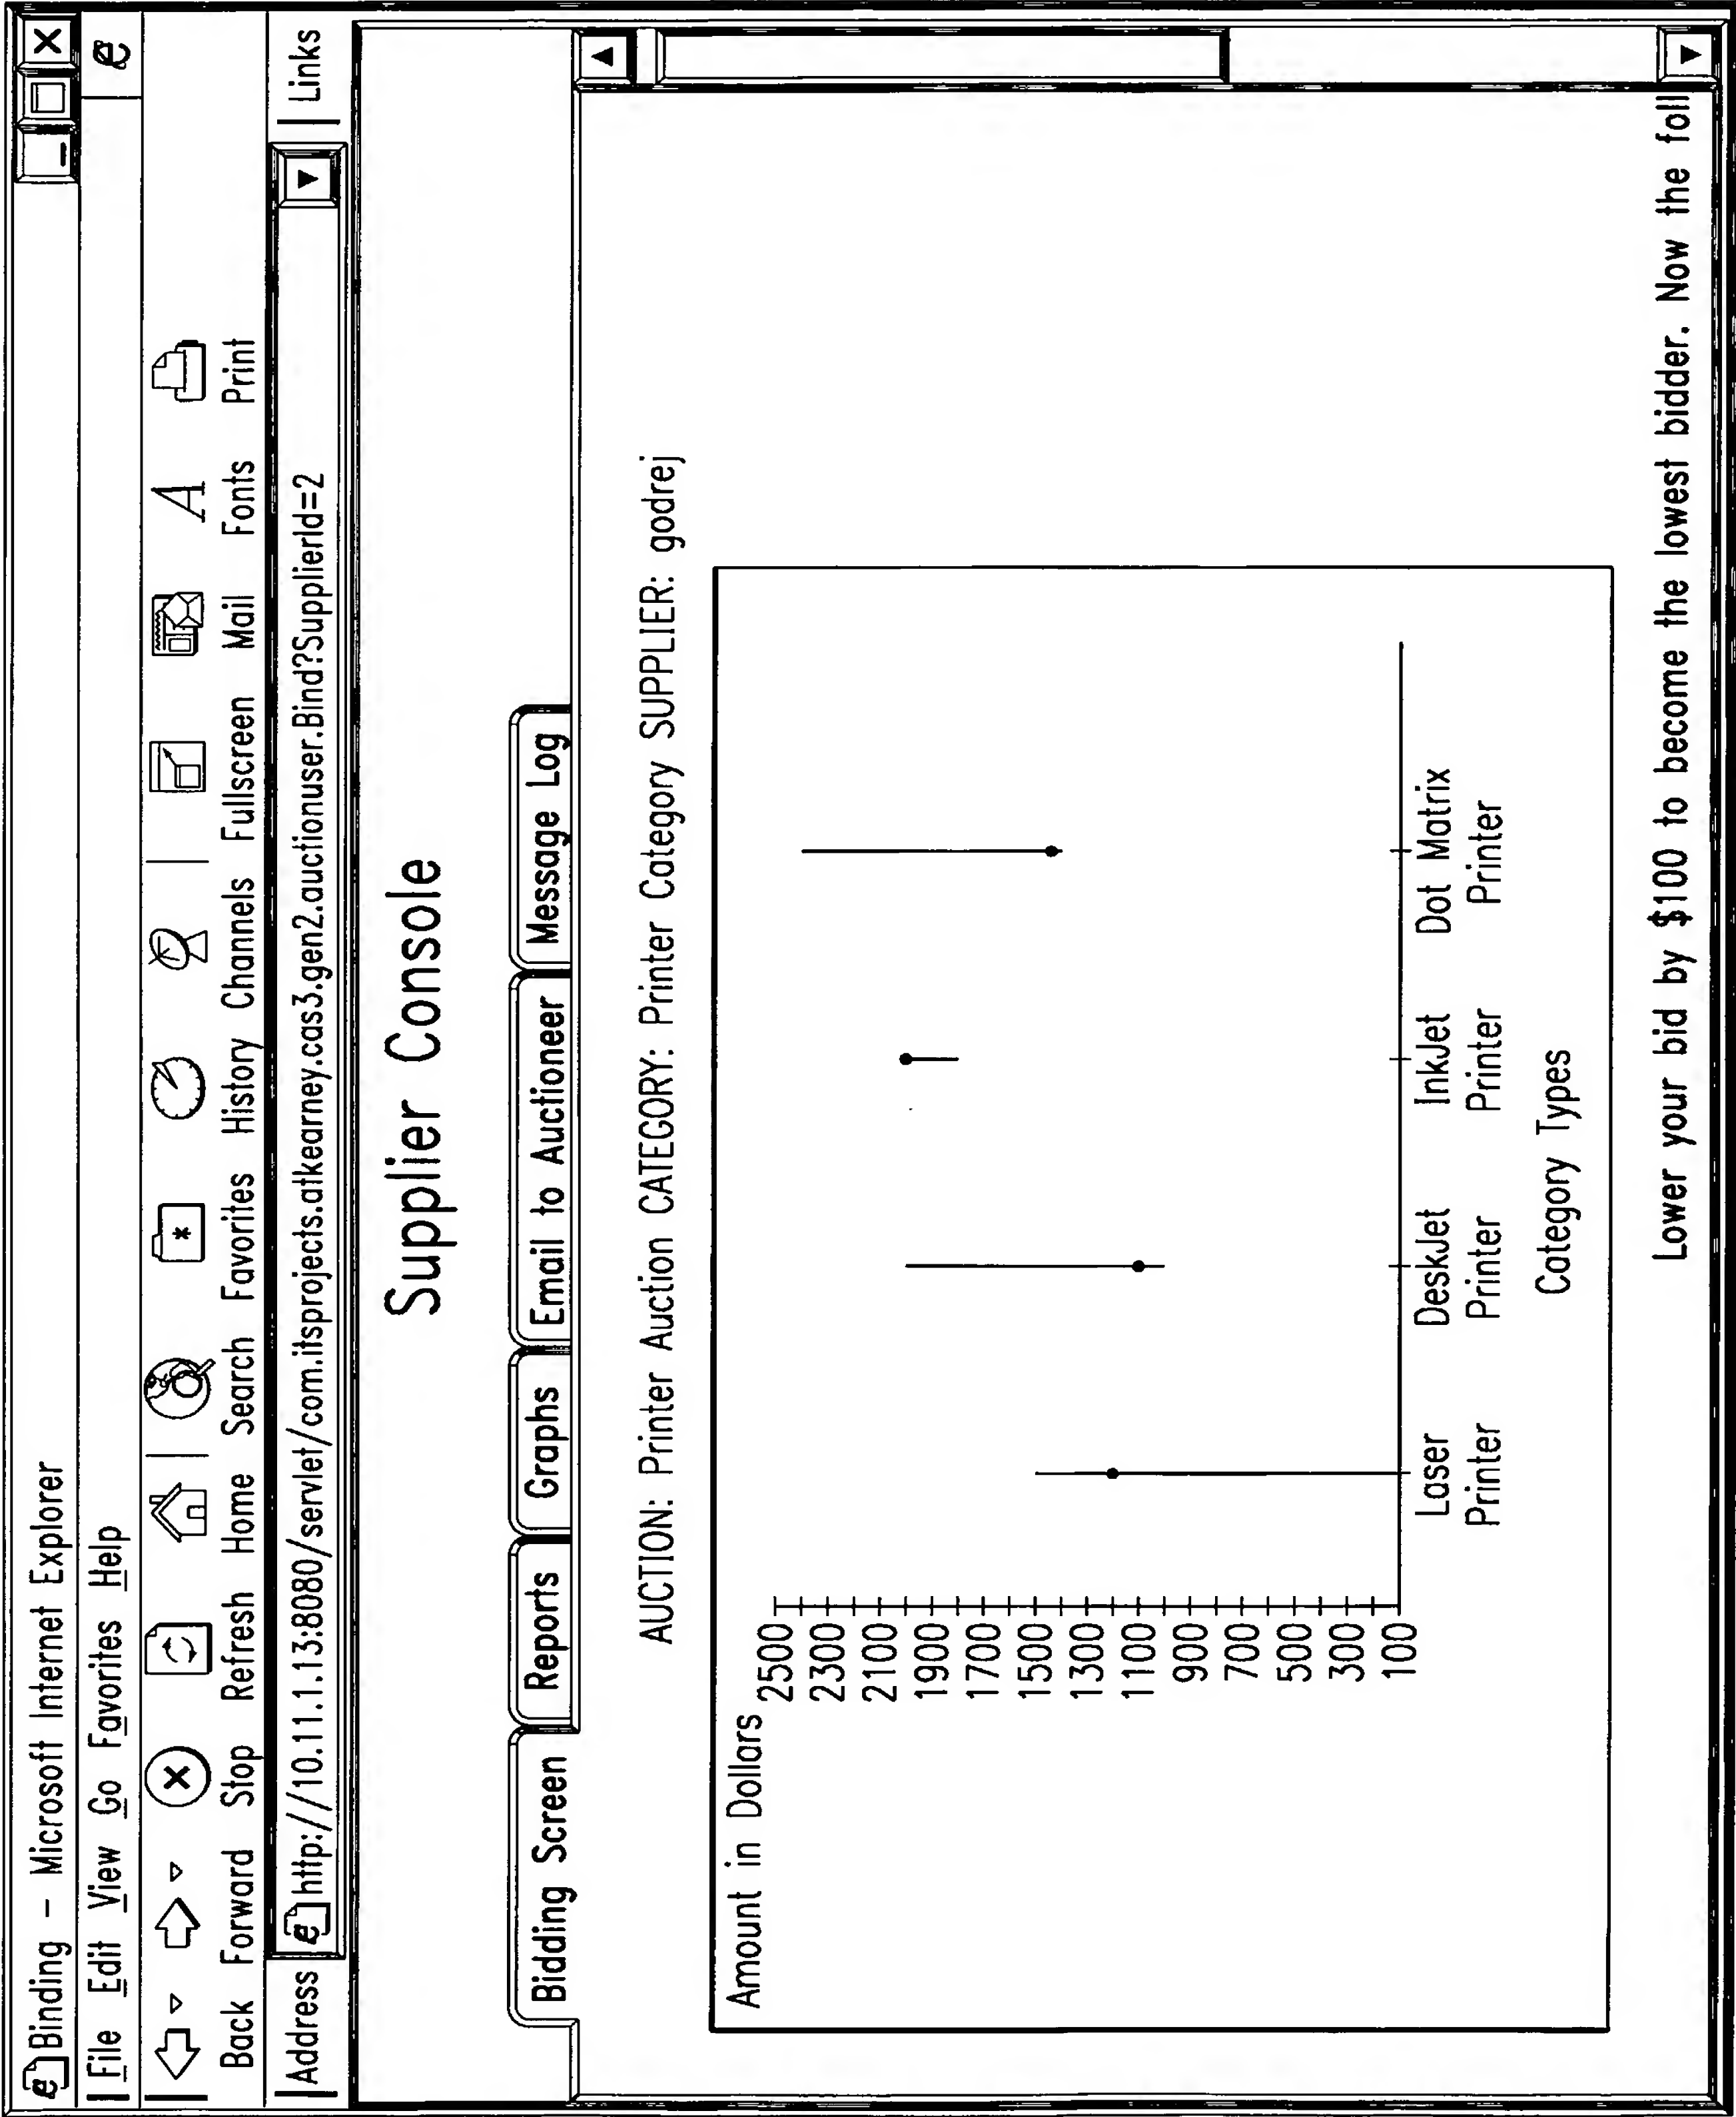 Binding – Microsoft Internet Explorer
File Edit View Go Favorites Help
Back Forward Stop Refresh Home Search Favorites History Channels Fullscreen Mail Fonts Print
Address http://10.11.1.13:8080/servlet/com.itsprojects.atkearney.cas3.gen2.auctionuser.Bind?SupplierId=2 Links
Supplier Console
Bidding Screen Reports Graphs Email to Auctioneer Message Log
AUCTION: Printer Auction CATEGORY: Printer Category SUPPLIER: godrej
Amount in Dollars
2500
2300
2100
1900
1700
1500
1300
1100
900
700
500
300
100
Laser Printer
DeskJet Printer
InkJet Printer
Dot Matrix Printer
Category Types
Lower your bid by $100 to become the lowest bidder. Now the foll